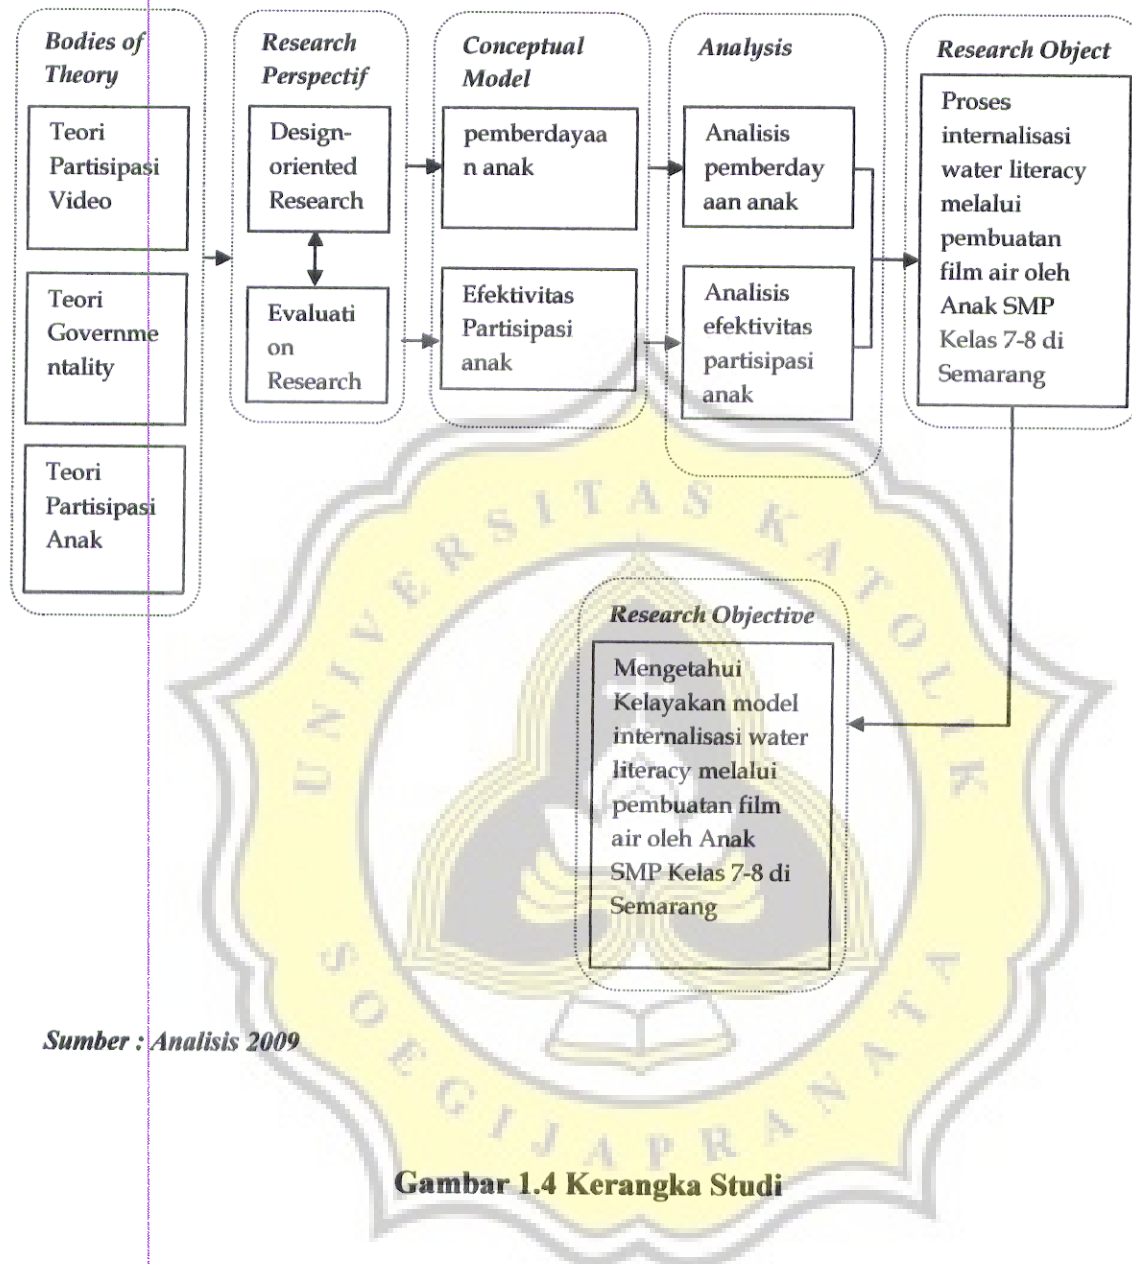 Bodies of
Theory
Teori
Partisipasi
Video
Teori
Governme
ntality
Teori
Partisipasi
Anak
Research
Perspectif
Design-
oriented
Research
Evaluati
on
Research
Conceptual
Model
pemberdayaa
n anak
Efektivitas
Partisipasi
anak
Analysis
Analisis
pemberday
aan anak
Analisis
efektivitas
partisipasi
anak
Research Object
Proses
internalisasi
water literacy
melalui
pembuatan
film air oleh
Anak SMP
Kelas 7-8 di
Semarang
Research Objective
Mengetahui
Kelayakan model
internalisasi water
literacy melalui
pembuatan film
air oleh Anak
SMP Kelas 7-8 di
Semarang
UNIVERSITAS KATOLIK
SOEGIJAPRANATA
Sumber : Analisis 2009
Gambar 1.4 Kerangka Studi